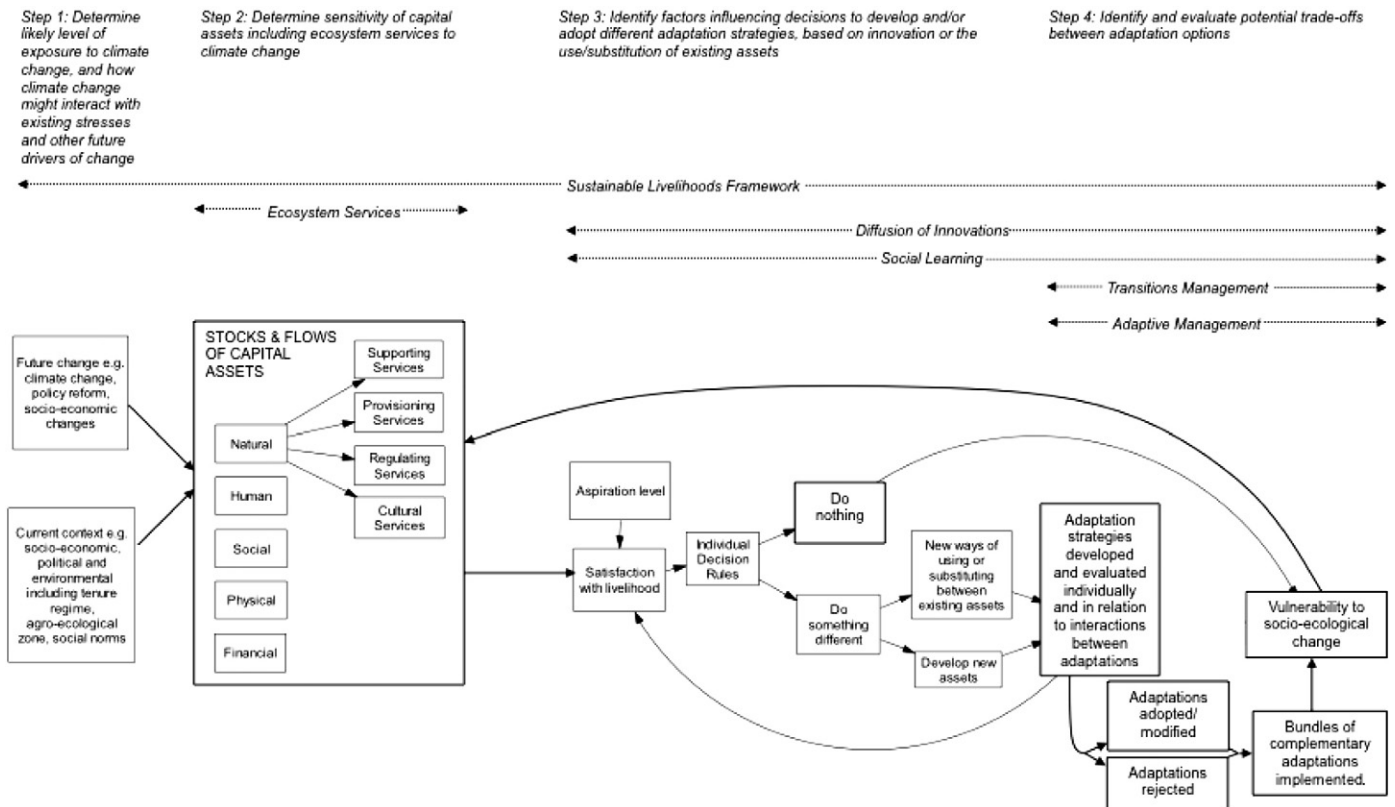 Step 1: Determine
likely level of
exposure to climate
change, and how
climate change
might interact with
existing stresses
and other future
drivers of change
Step 2: Determine sensitivity of capital
assets including ecosystem services to
climate change
Step 3: Identify factors influencing decisions to develop and/or
adopt different adaptation strategies, based on innovation or the
use/substitution of existing assets
Step 4: Identify and evaluate potential trade-offs
between adaptation options
Sustainable Livelihoods Framework
Ecosystem Services
Diffusion of Innovations
Social Learning
Transitions Management
Adaptive Management
Future change e.g.
climate change,
policy reform,
socio-economic
changes
Current context e.g.
socio-economic,
political and
environmental
including tenure
regime,
agro-ecological
zone, social norms
STOCKS & FLOWS
OF CAPITAL
ASSETS
Natural
Human
Social
Physical
Financial
Supporting
Services
Provisioning
Services
Regulating
Services
Cultural
Services
Aspiration level
Satisfaction
with livelihood
Individual
Decision
Rules
Do
nothing
Do
something
different
New ways of
using or
substituting
between
existing assets
Develop new
assets
Adaptation
strategies
developed
and evaluated
individually
and in relation
to interactions
between
adaptations
Adaptations
adopted/
modified
Adaptations
rejected
Vulnerability to
socio-ecological
change
Bundles of
complementary
adaptations
implemented.